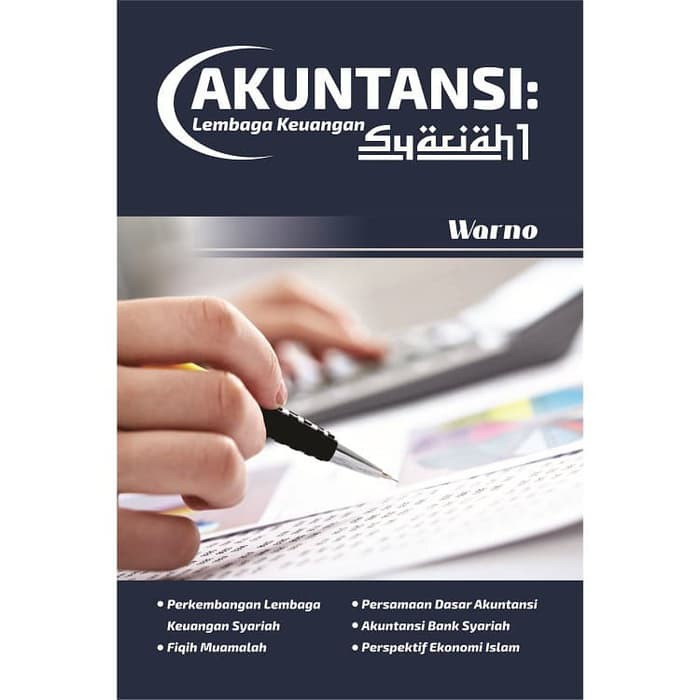 AKUNTANSI:
Lembaga Keuangan
Syäriäh 1
Warno
• Perkembangan Lembaga
Keuangan Syariah
• Fiqih Muamalah
• Persamaan Dasar Akuntansi
• Akuntansi Bank Syariah
• Perspektif Ekonomi Islam